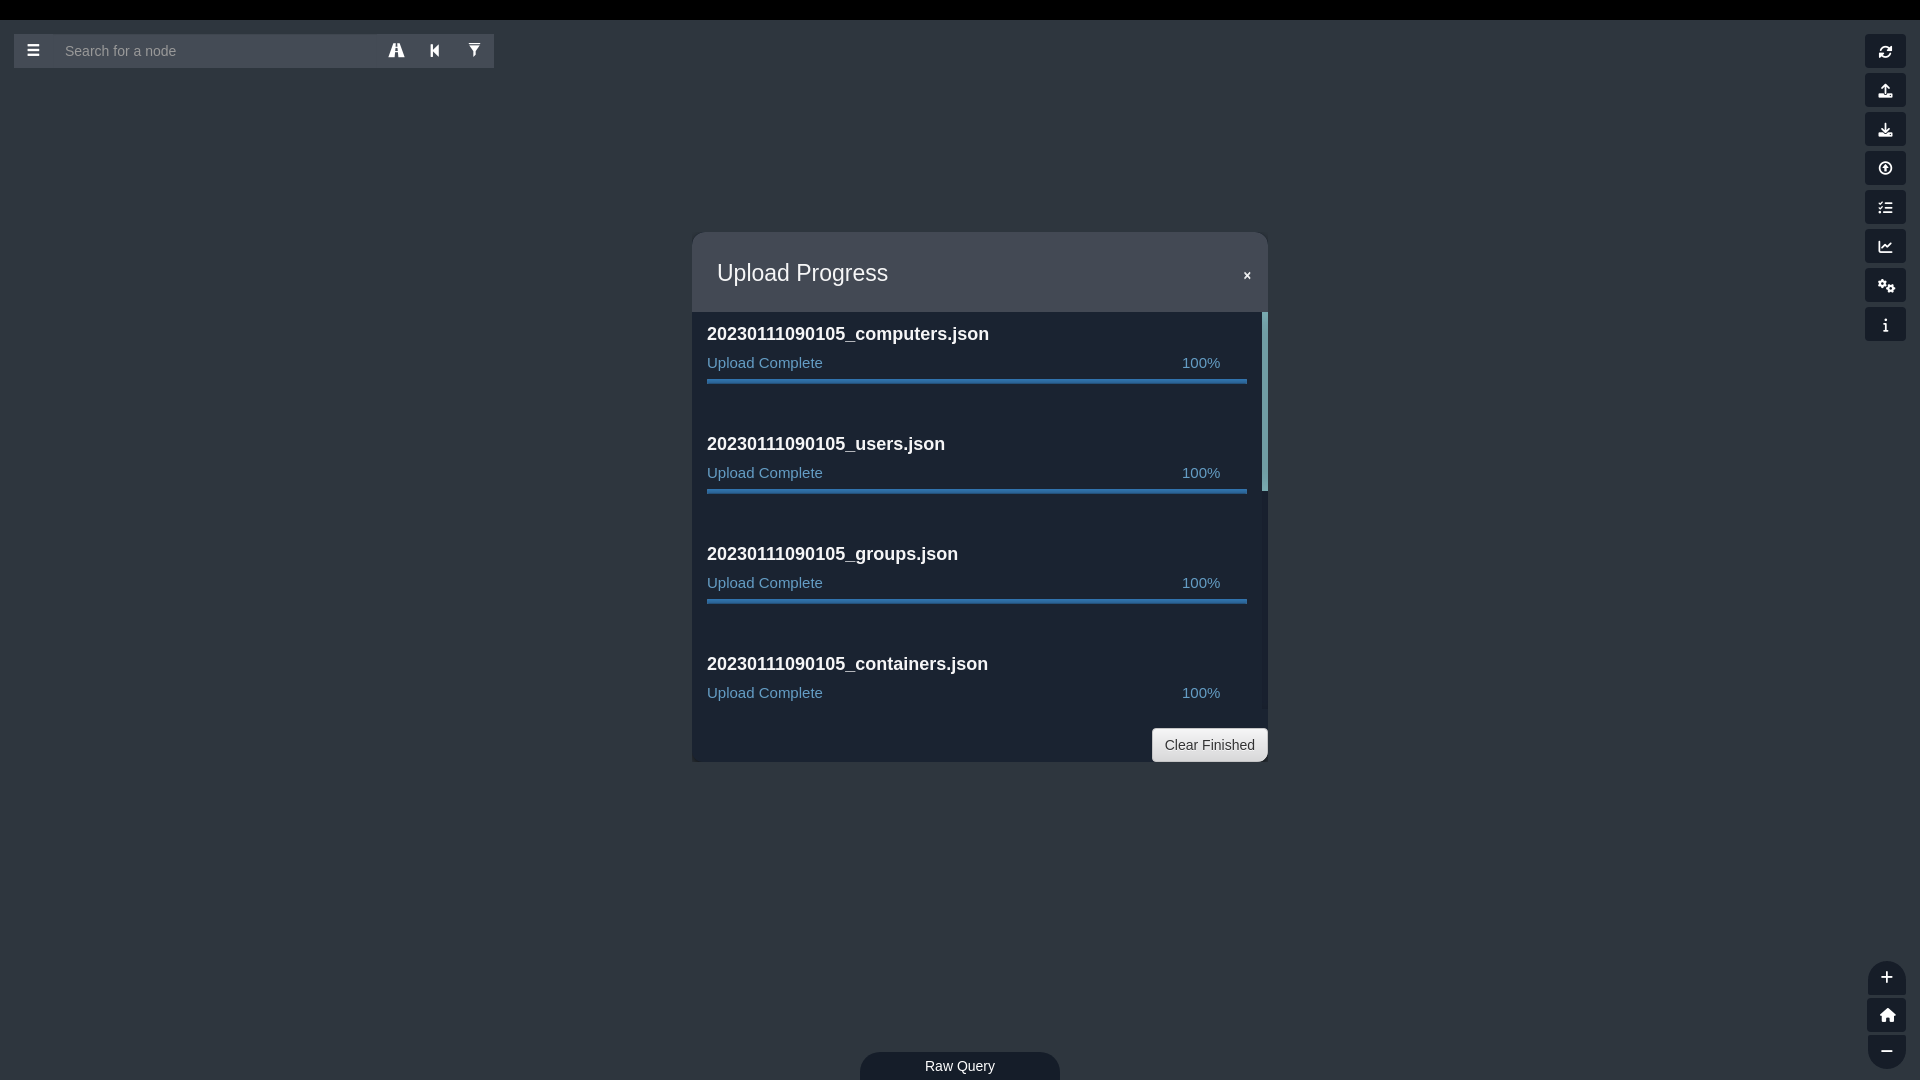 Search for a node
Upload Progress
×
20230111090105_computers.json
Upload Complete 100%
20230111090105_users.json
Upload Complete 100%
20230111090105_groups.json
Upload Complete 100%
20230111090105_containers.json
Upload Complete 100%
Clear Finished
Raw Query